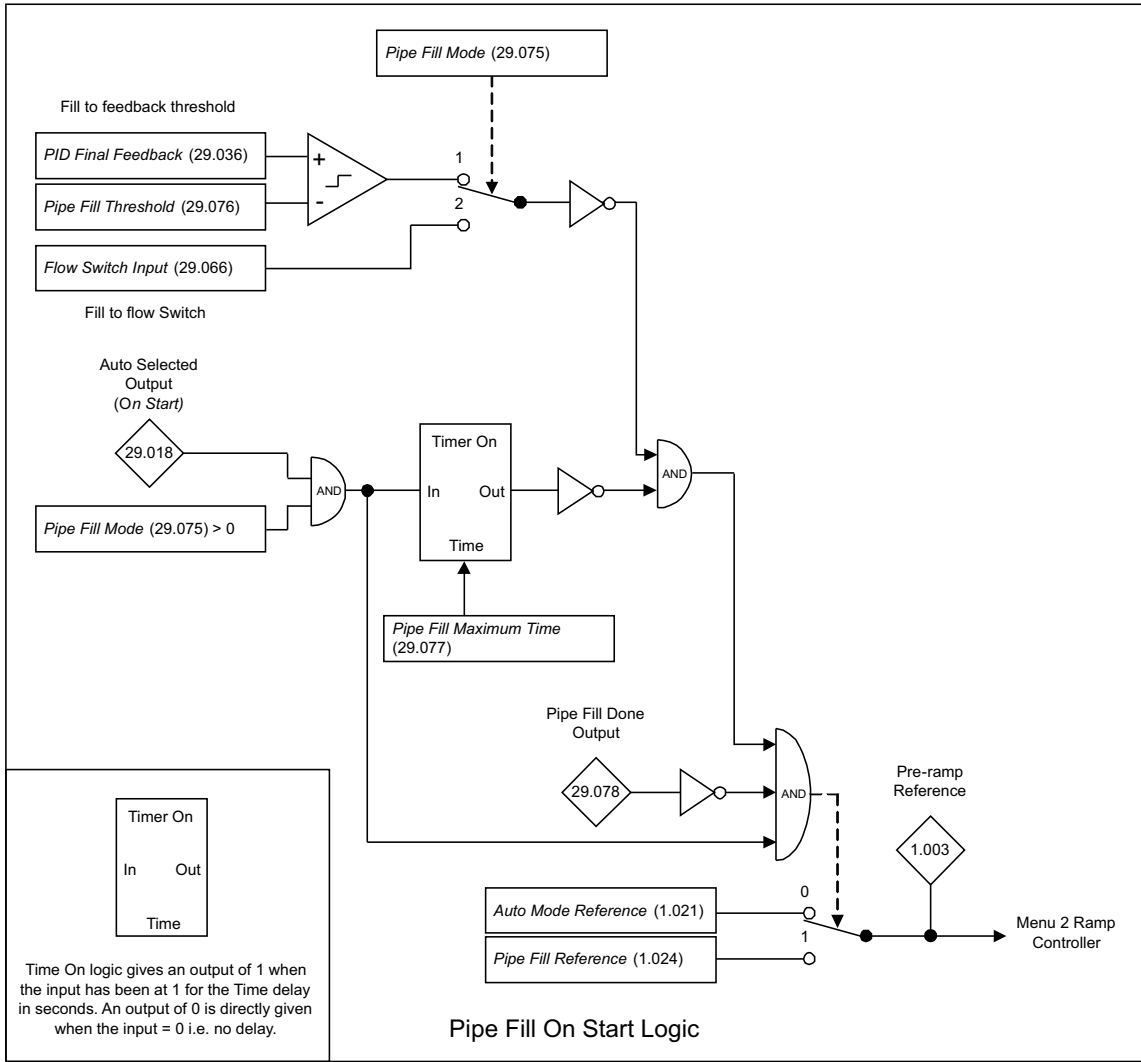 Pipe Fill Mode (29.075)
Fill to feedback threshold
PID Final Feedback (29.036)
+
Pipe Fill Threshold (29.076)
-
1
2
Flow Switch Input (29.066)
Fill to flow Switch
Auto Selected
Output
(On Start)
29.018
AND
Pipe Fill Mode (29.075) > 0
Timer On
In Out
Time
AND
Pipe Fill Maximum Time
(29.077)
Pipe Fill Done
Output
29.078
AND
Pre-ramp
Reference
1.003
0
Auto Mode Reference (1.021)
1
Pipe Fill Reference (1.024)
Menu 2 Ramp
Controller
Timer On
In Out
Time
Time On logic gives an output of 1 when
the input has been at 1 for the Time delay
in seconds. An output of 0 is directly given
when the input = 0 i.e. no delay.
Pipe Fill On Start Logic